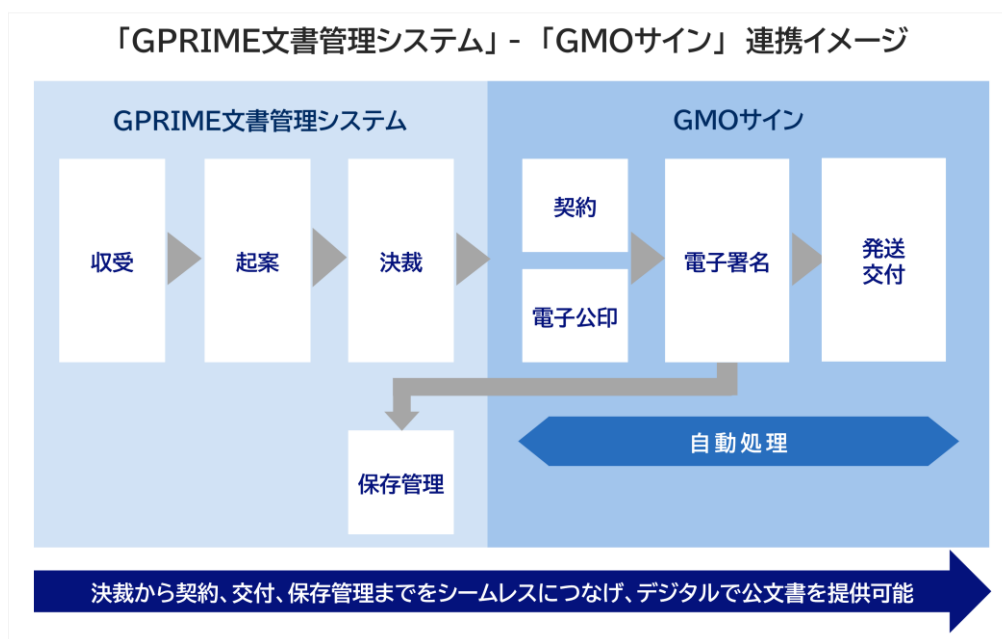 「GPRIME文書管理システム」-「GMOサイン」 連携イメージ
GPRIME文書管理システム
GMOサイン
収受
起案
決裁
契約
電子公印
電子署名
発送
交付
保存管理
自動処理
決裁から契約、交付、保存管理までをシームレスにつなげ、デジタルで公文書を提供可能